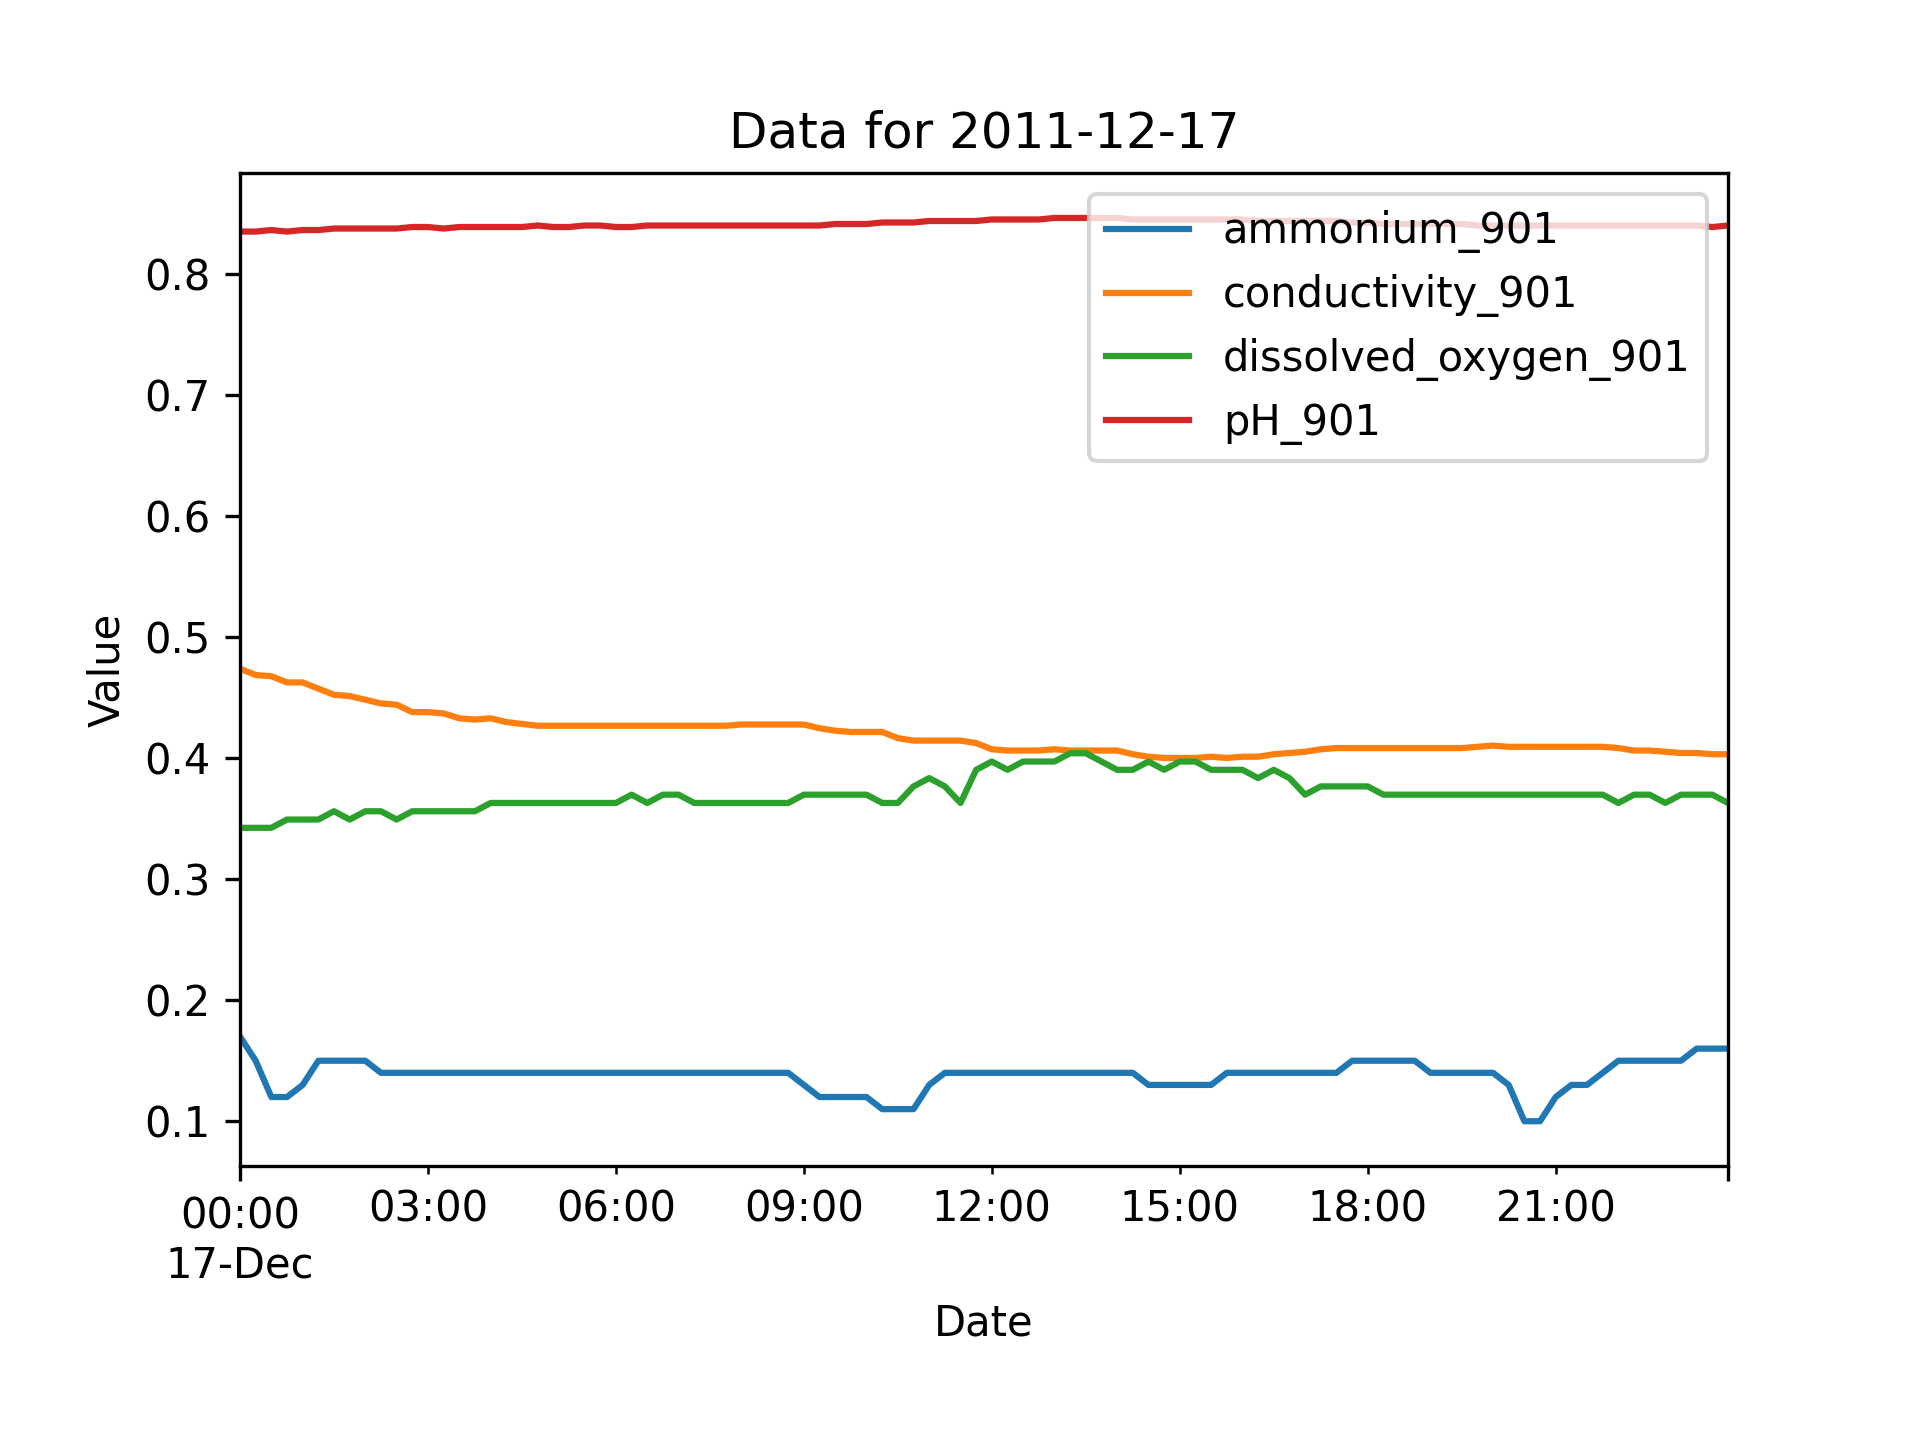 Data for 2011-12-17
ammonium_901
conductivity_901
dissolved_oxygen_901
pH_901
Value
0.8
0.7
0.6
0.5
0.4
0.3
0.2
0.1
00:00 03:00 06:00 09:00 12:00 15:00 18:00 21:00
17-Dec
Date